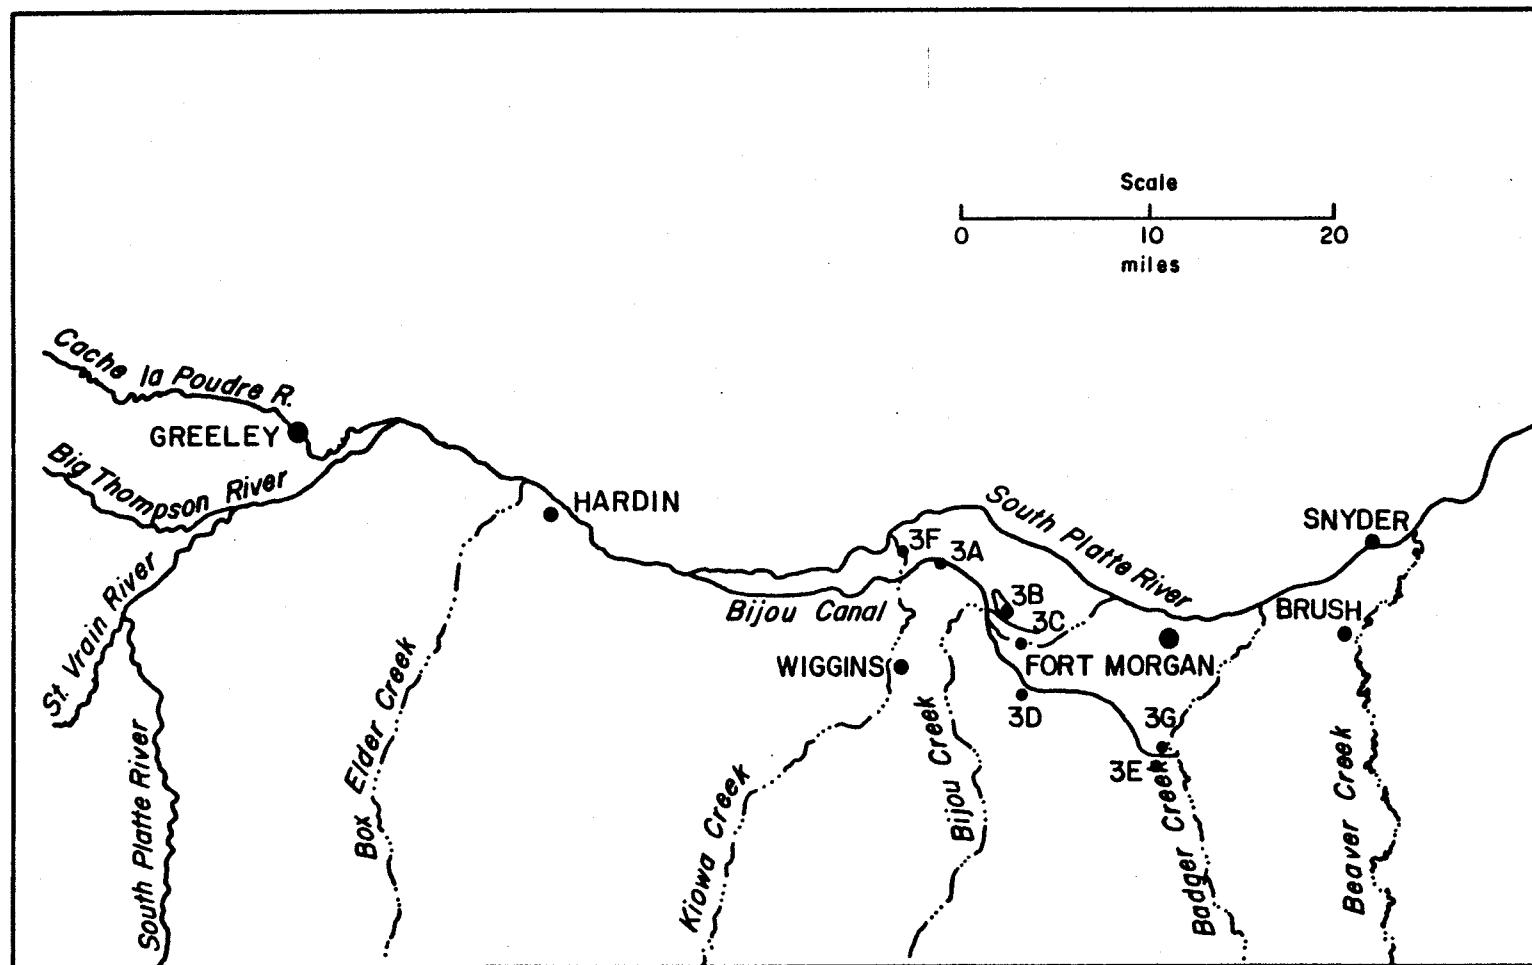 Scale
0 10 20
miles
Cache la Poudre R.
GREELEY
Big Thompson River
HARDIN
South Platte River
SNYDER
3F
3A
St. Vrain River
3B
Bijou Canal
3C
BRUSH
WIGGINS
FORT MORGAN
3D
3G
3E
South Platte River
Box Elder Creek
Kiowa Creek
Bijou Creek
Badger Creek
Beaver Creek